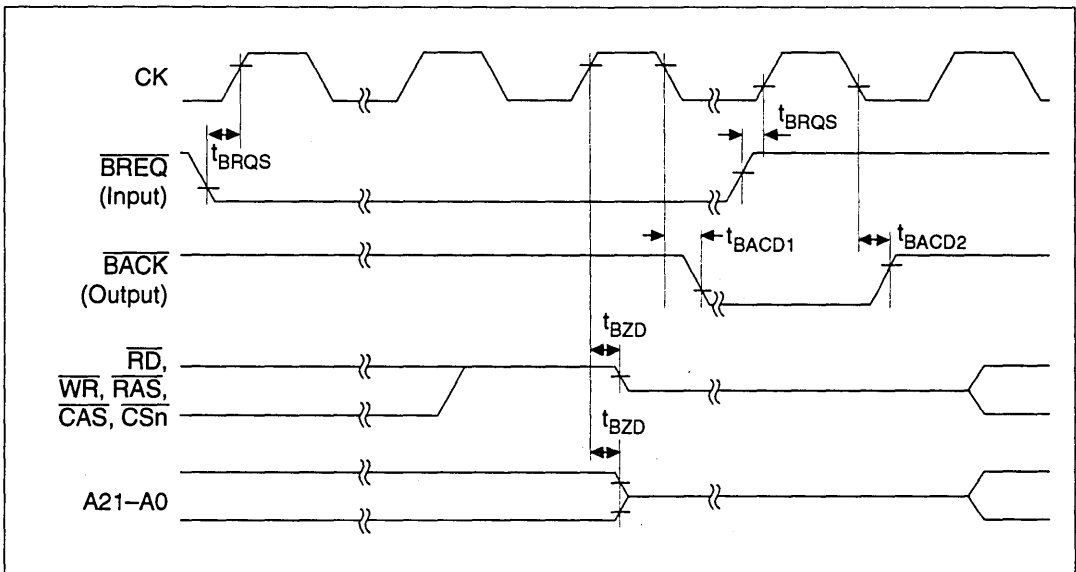 CK
tBRQS
tBRQS
BREQ
(Input)
tBACD1
tBACD2
BACK
(Output)
tBZD
RD,
WR, RAS,
CAS, CSn
tBZD
A21–A0